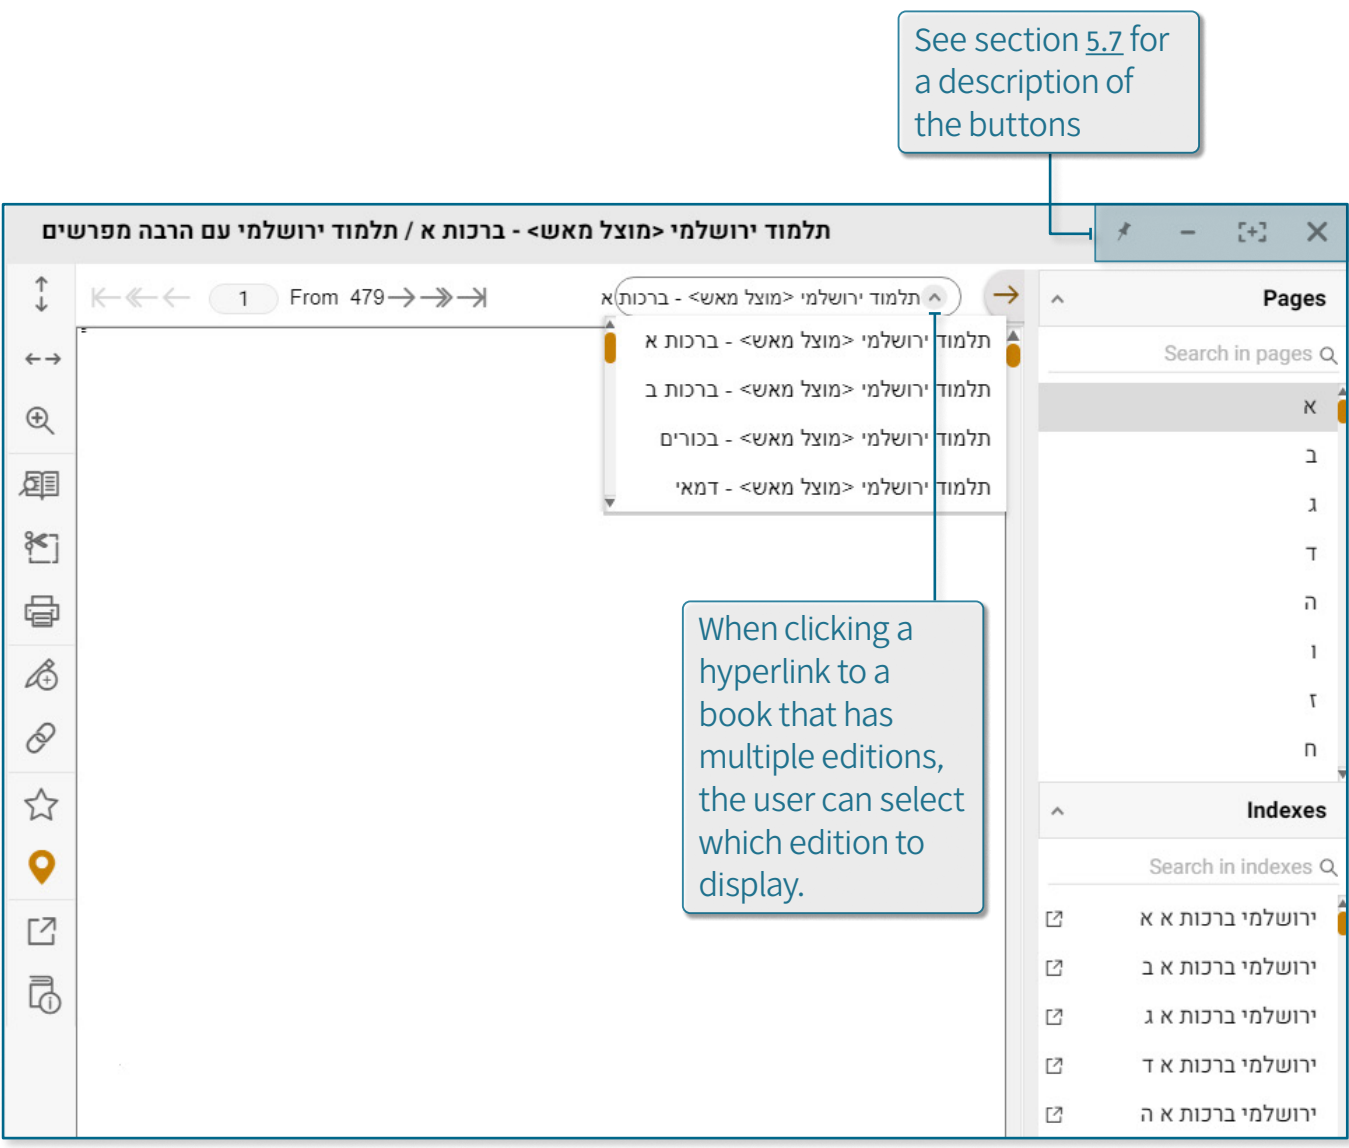 See section 5.7 for
a description of
the buttons
תלמוד ירושלמי <מוצל מאש> - ברכות א / תלמוד ירושלמי עם הרבה מפרשים
1 From 479
תלמוד ירושלמי <מוצל מאש> - ברכות א
תלמוד ירושלמי <מוצל מאש> - ברכות א
תלמוד ירושלמי <מוצל מאש> - ברכות ב
תלמוד ירושלמי <מוצל מאש> - בכורים
תלמוד ירושלמי <מוצל מאש> - דמאי
When clicking a
hyperlink to a
book that has
multiple editions,
the user can select
which edition to
display.
Pages
Search in pages
א
ב
ג
ד
ה
ו
ז
ח
Indexes
Search in indexes
ירושלמי ברכות א א
ירושלמי ברכות א ב
ירושלמי ברכות א ג
ירושלמי ברכות א ד
ירושלמי ברכות א ה